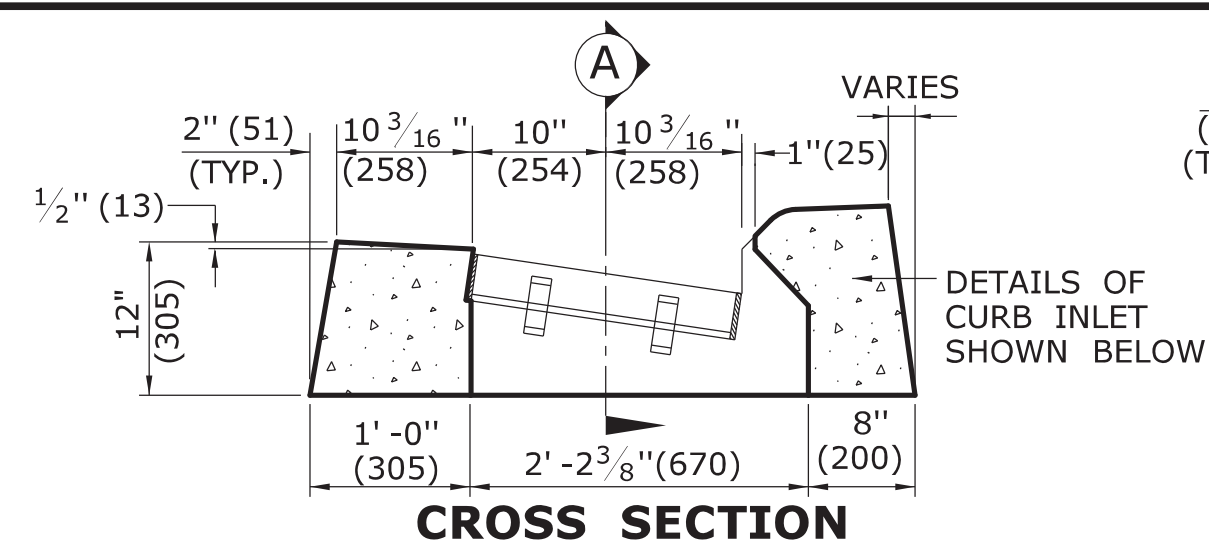 A
VARIES
2" (51)
(TYP.)
10 3/16 "
(258)
10"
(254)
10 3/16 "
(258)
1"(25)
(
(T
1/2" (13)
12"
(305)
DETAILS OF
CURB INLET
SHOWN BELOW
1' -0"
(305)
2' -2 3/8"(670)
8"
(200)
CROSS SECTION